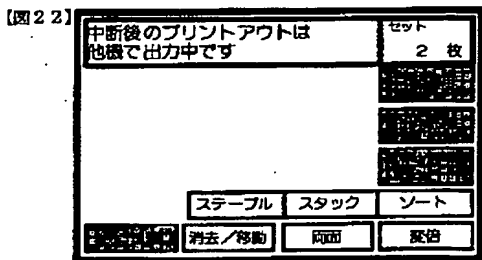 【図22】
中断後のプリントアウトは
他機で出力中です
セット
2 枚
ステープル
スタック
ソート
消去/移動
両面
変倍